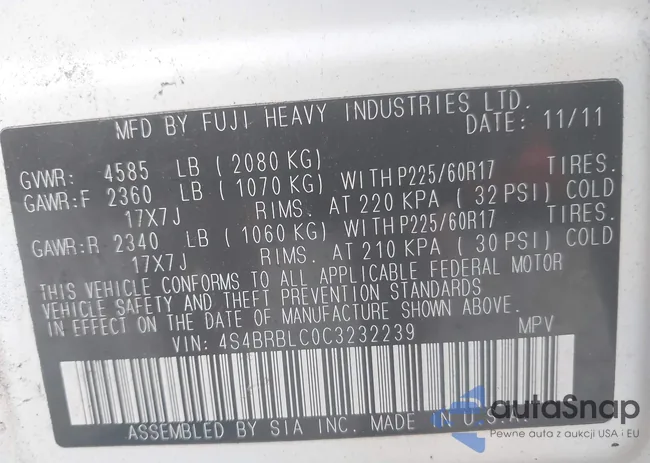 MFD BY FUJI HEAVY INDUSTRIES LTD.
DATE: 11/11
GVWR: 4585 LB ( 2080 KG)
GAWR:F 2360 LB ( 1070 KG) WITH P225/60R17 TIRES.
17X7J RIMS. AT 220 KPA ( 32 PSI) COLD
GAWR:R 2340 LB ( 1060 KG) WITH P225/60R17 TIRES.
17X7J RIMS. AT 210 KPA ( 30 PSI) COLD
THIS VEHICLE CONFORMS TO ALL APPLICABLE FEDERAL MOTOR
VEHICLE SAFETY AND THEFT PREVENTION STANDARDS
IN EFFECT ON THE DATE OF MANUFACTURE SHOWN ABOVE.
VIN: 4S4BRBLC0C3232239 MPV
ASSEMBLED BY SIA INC. MADE IN U.S.A.
autaSnap
Pewne auta z aukcji USA i EU